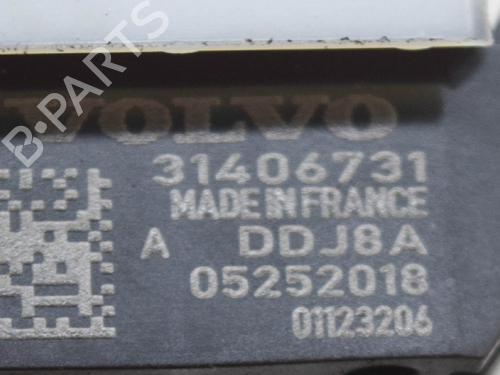 B-PARTS
VOLVO
31406731
MADE IN FRANCE
A DDJ8A
05252018
01123206